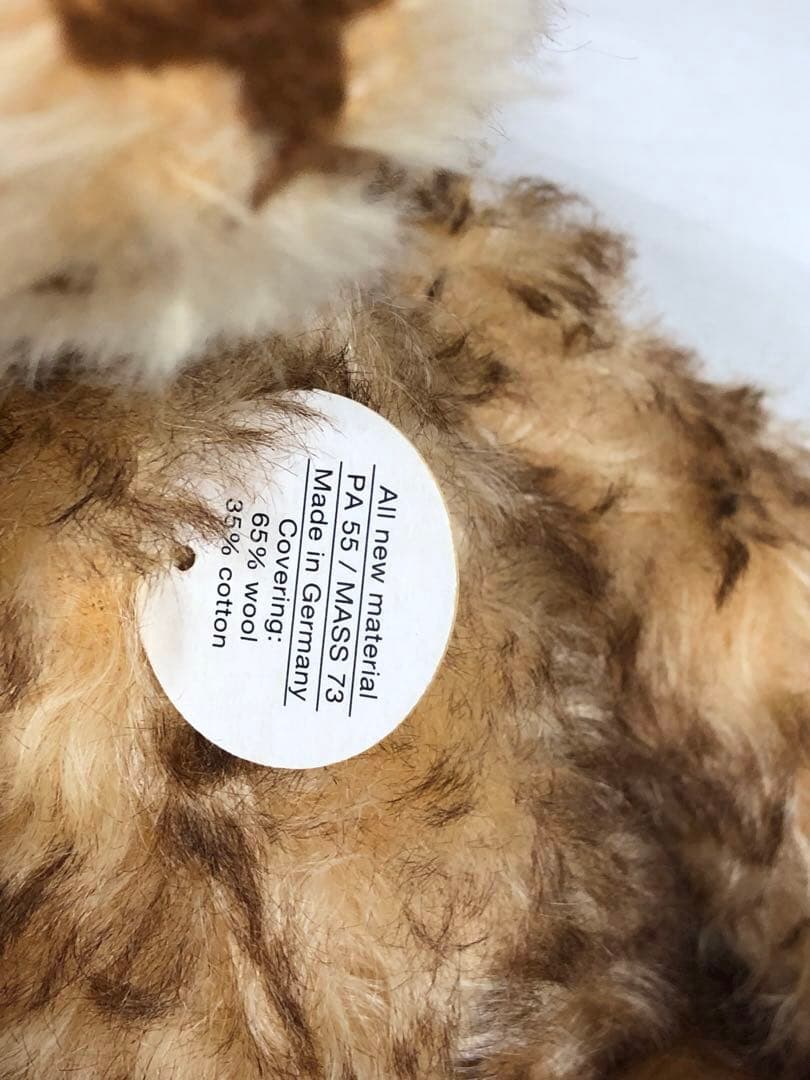 All new material
PA 55 / MASS 73
Made in Germany
Covering:
65% wool
35% cotton